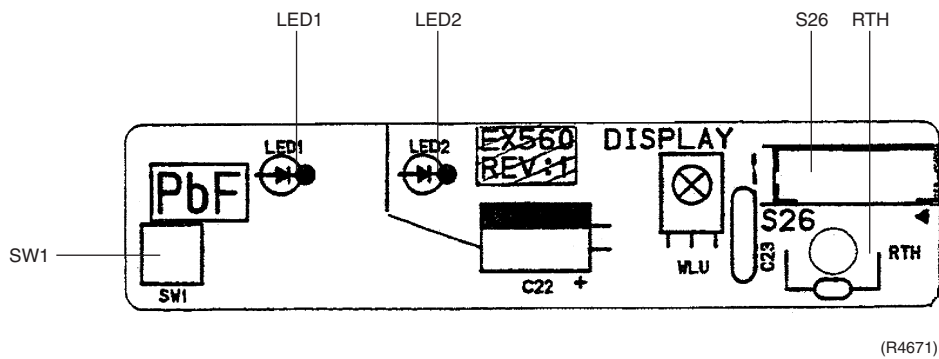 LED1 LED2 S26 RTH
LED1 LED2 EX560 DISPLAY
REV:1
PbF
S26
SW1 WLU C23 RTH
SW1 C22 +
(R4671)